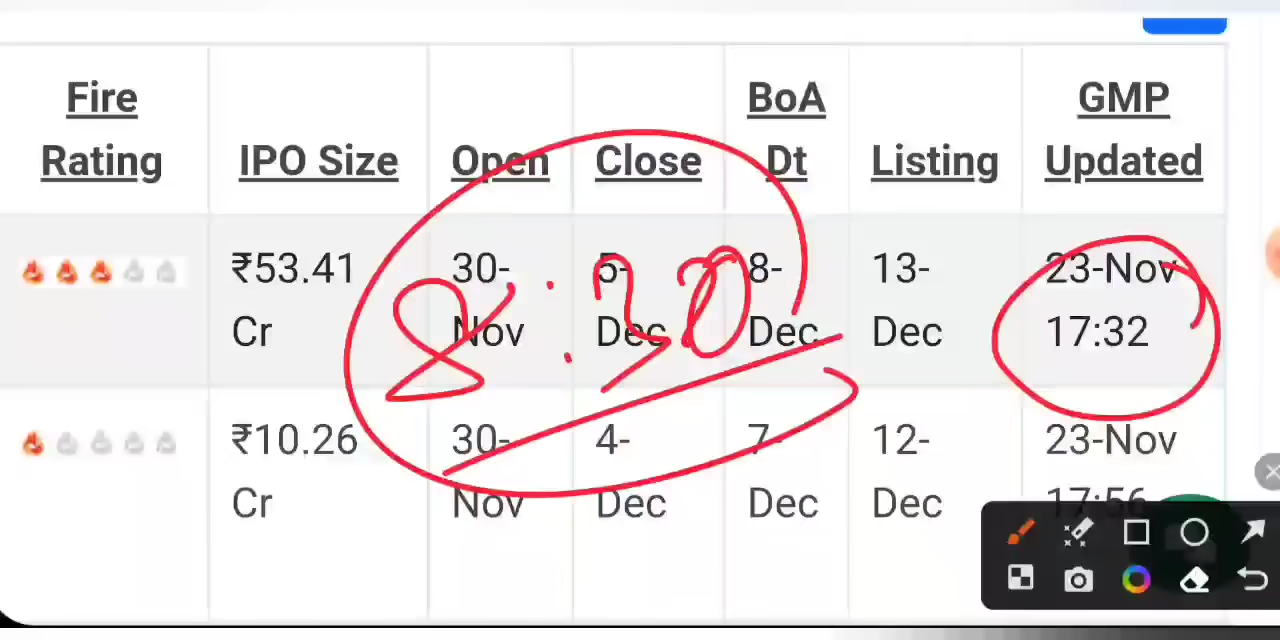 Fire BoA GMP
Rating IPO Size Open Close Dt Listing Updated
₹53.41 30- 5- 8- 13- 23-Nov
Cr Nov Dec Dec Dec 17:32
8:30
₹10.26 30- 4- 7- 12- 23-Nov
Cr Nov Dec Dec Dec 17:56